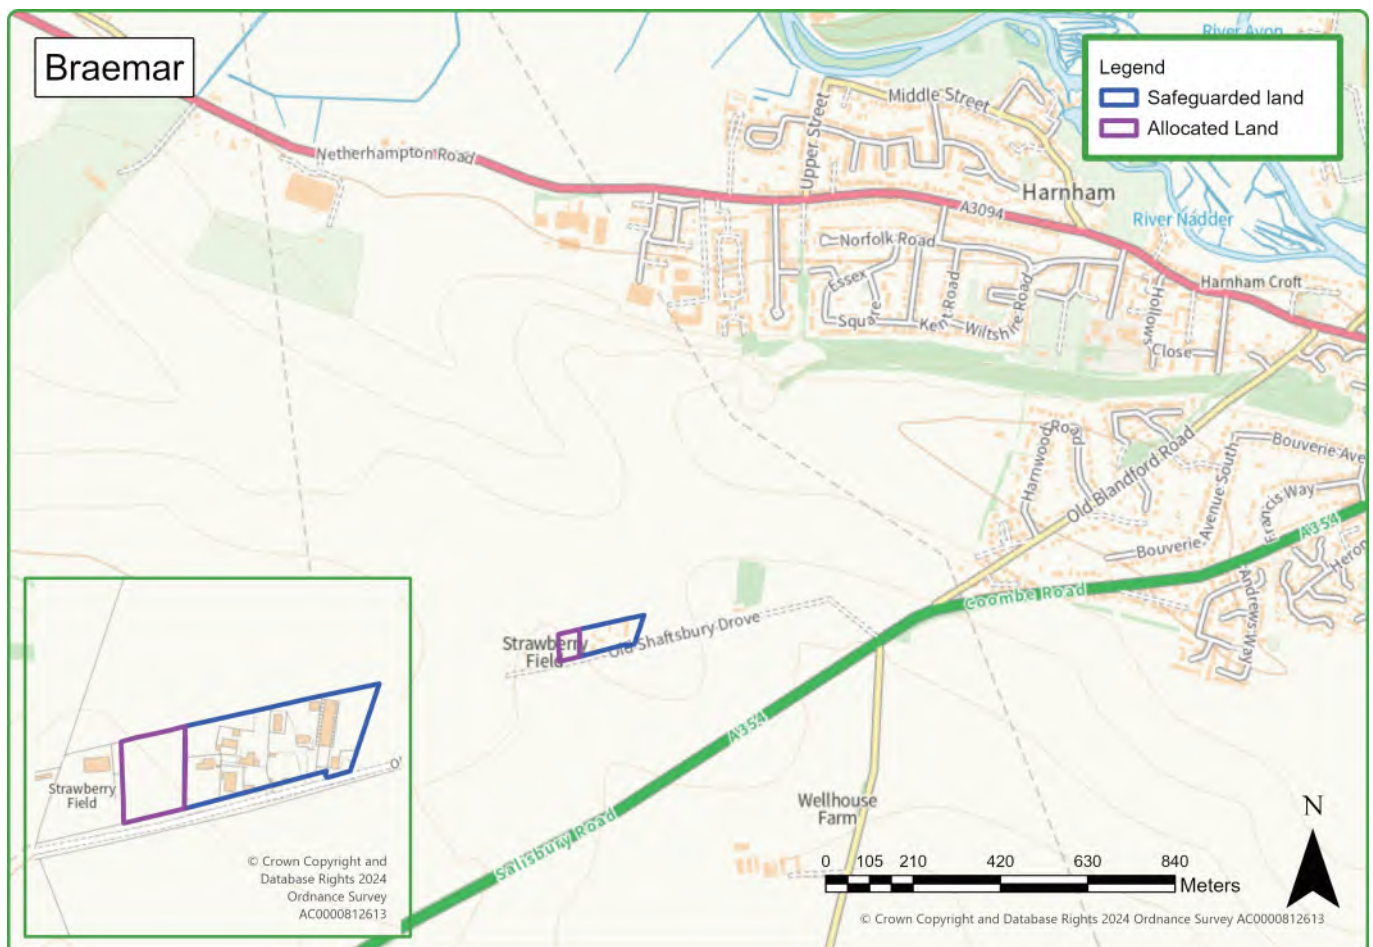 Braemar
River Avon
Legend
Safeguarded land
Allocated Land
Middle Street
Upper Street
Netherhampton Road
Harnham
A3094
River Nadder
Norfolk Road
Essex
Square
Kent Road
Wiltshire Road
Hollows
Close
Harnham Croft
Harnwood
Road
Old Blandford Road
Bouverie Avenue South
Bouverie Ave
Francis Way
Bouverie
A354
Heron
Andrews Way
Coombe Road
Strawberry
Field
Old Shaftsbury Drove
A354
Salisbury Road
Wellhouse
Farm
Strawberry
Field
O
© Crown Copyright and
Database Rights 2024
Ordnance Survey
AC0000812613
N
0 105 210 420 630 840
Meters
© Crown Copyright and Database Rights 2024 Ordnance Survey AC0000812613